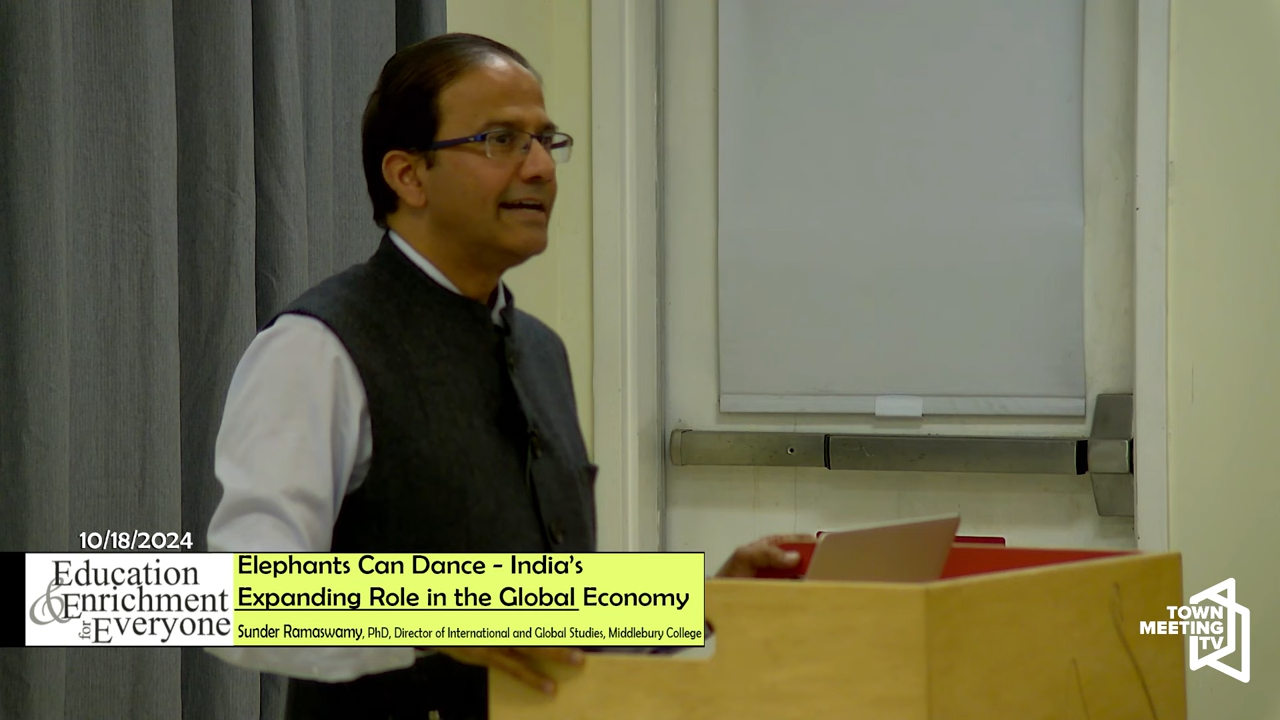 10/18/2024
Education
& Enrichment
for Everyone
Elephants Can Dance - India's
Expanding Role in the Global Economy
Sunder Ramaswamy, PhD, Director of International and Global Studies, Middlebury College
TOWN
MEETING
TV